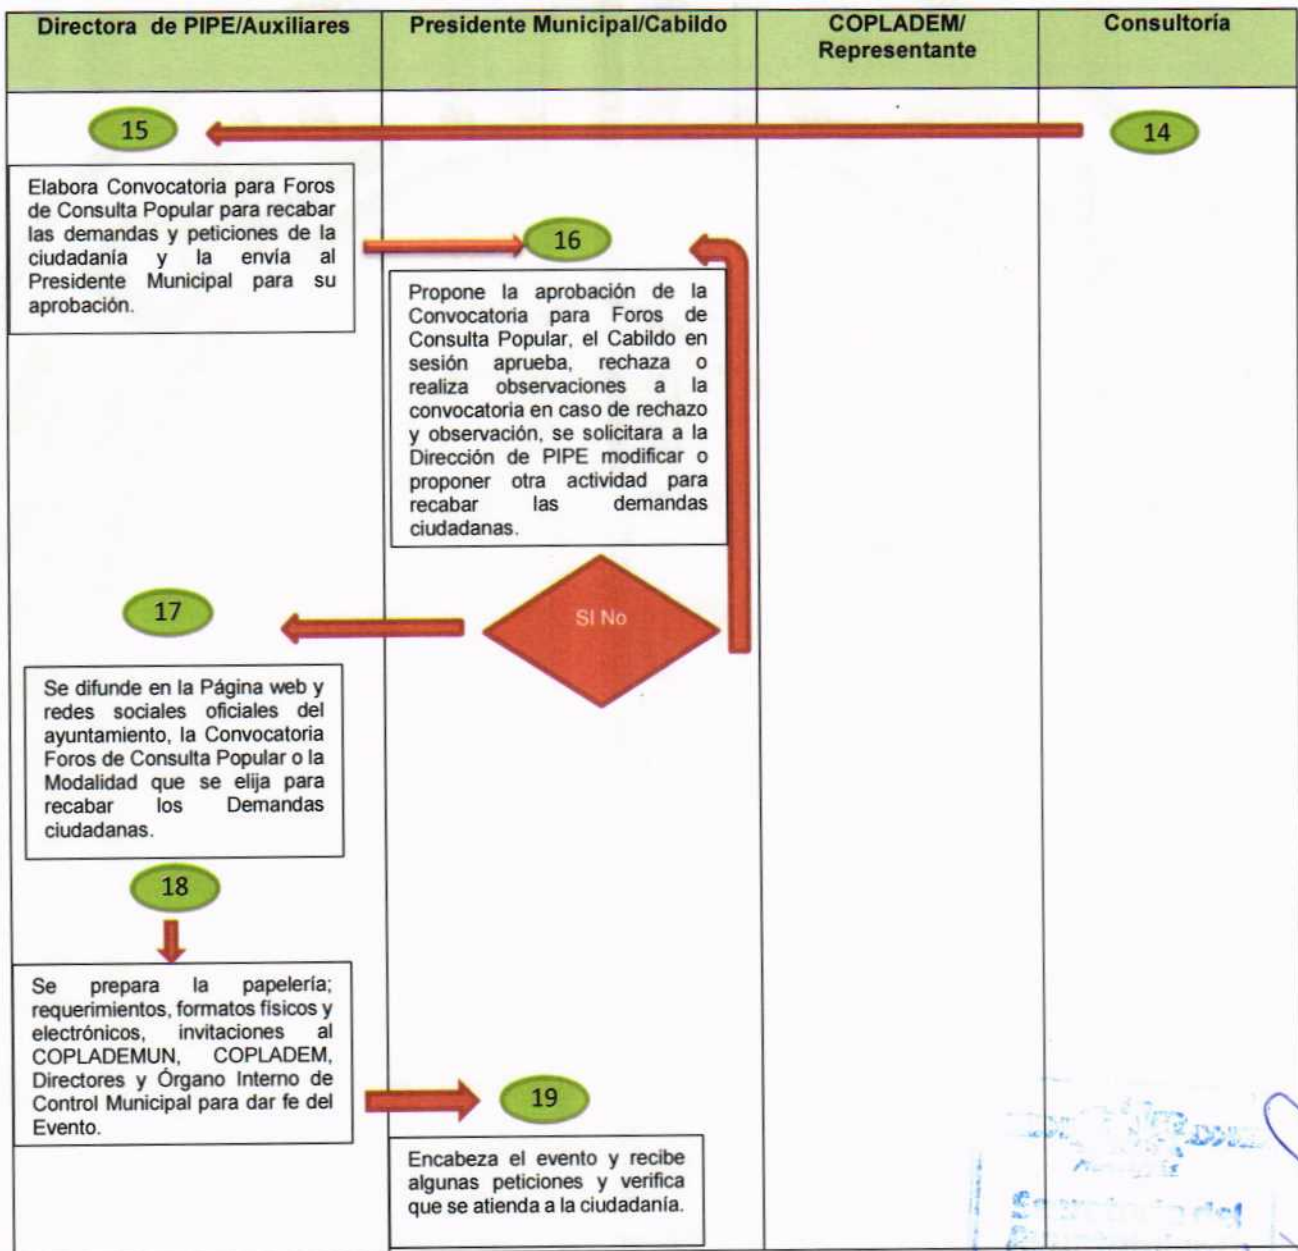 Directora de PIPE/Auxiliares
Presidente Municipal/Cabildo
COPLADEM/
Representante
Consultoría
15
14
Elabora Convocatoria para Foros
de Consulta Popular para recabar
las demandas y peticiones de la
ciudadanía y la envía al
Presidente Municipal para su
aprobación.
16
Propone la aprobación de la
Convocatoria para Foros de
Consulta Popular, el Cabildo en
sesión aprueba, rechaza o
realiza observaciones a la
convocatoria en caso de rechazo
y observación, se solicitara a la
Dirección de PIPE modificar o
proponer otra actividad para
recabar las demandas
ciudadanas.
SI No
17
Se difunde en la Página web y
redes sociales oficiales del
ayuntamiento, la Convocatoria
Foros de Consulta Popular o la
Modalidad que se elija para
recabar los Demandas
ciudadanas.
18
Se prepara la papelería;
requerimientos, formatos físicos y
electrónicos, invitaciones al
COPLADEMUN, COPLADEM,
Directores y Órgano Interno de
Control Municipal para dar fe del
Evento.
19
Encabeza el evento y recibe
algunas peticiones y verifica
que se atienda a la ciudadanía.
Secretaría del